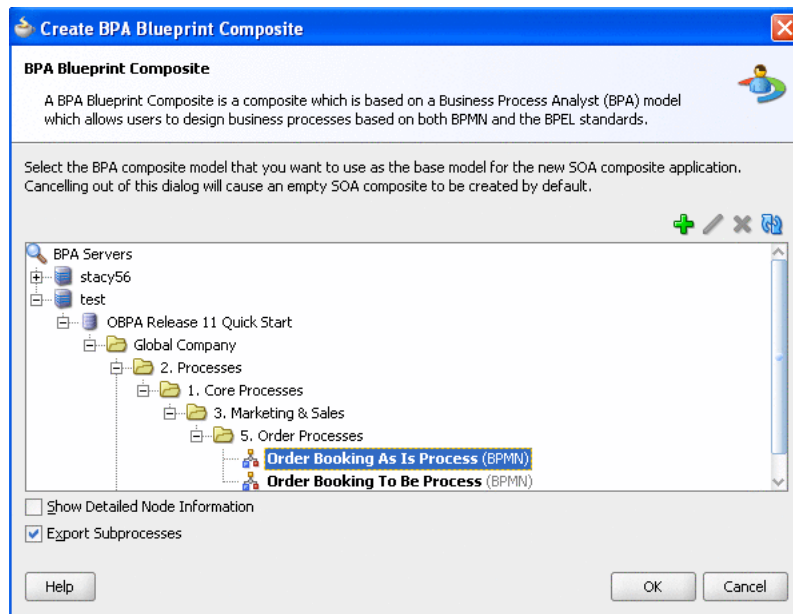 Create BPA Blueprint Composite
BPA Blueprint Composite
A BPA Blueprint Composite is a composite which is based on a Business Process Analyst (BPA) model
which allows users to design business processes based on both BPMN and the BPEL standards.
Select the BPA composite model that you want to use as the base model for the new SOA composite application.
Cancelling out of this dialog will cause an empty SOA composite to be created by default.
BPA Servers
stacy56
test
OBPA Release 11 Quick Start
Global Company
2. Processes
1. Core Processes
3. Marketing & Sales
5. Order Processes
Order Booking As Is Process (BPMN)
Order Booking To Be Process (BPMN)
Show Detailed Node Information
Export Subprocesses
Help OK Cancel